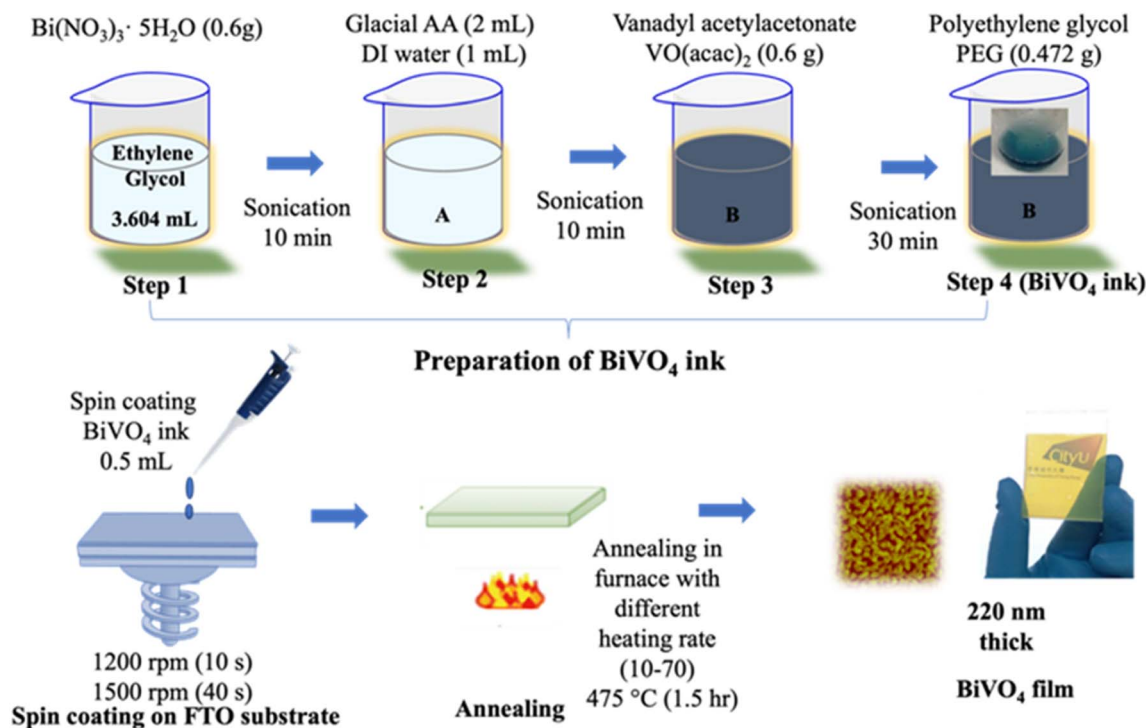 Bi(NO₃)₃· 5H₂O (0.6g)
Glacial AA (2 mL)
DI water (1 mL)
Vanadyl acetylacetonate
VO(acac)₂ (0.6 g)
Polyethylene glycol
PEG (0.472 g)
Ethylene
Glycol
3.604 mL
Sonication
10 min
A
Sonication
10 min
B
Sonication
30 min
B
Step 1
Step 2
Step 3
Step 4 (BiVO₄ ink)
Preparation of BiVO₄ ink
Spin coating
BiVO₄ ink
0.5 mL
1200 rpm (10 s)
1500 rpm (40 s)
Spin coating on FTO substrate
Annealing
Annealing in
furnace with
different
heating rate
(10-70)
475 °C (1.5 hr)
CityU
220 nm
thick
BiVO₄ film